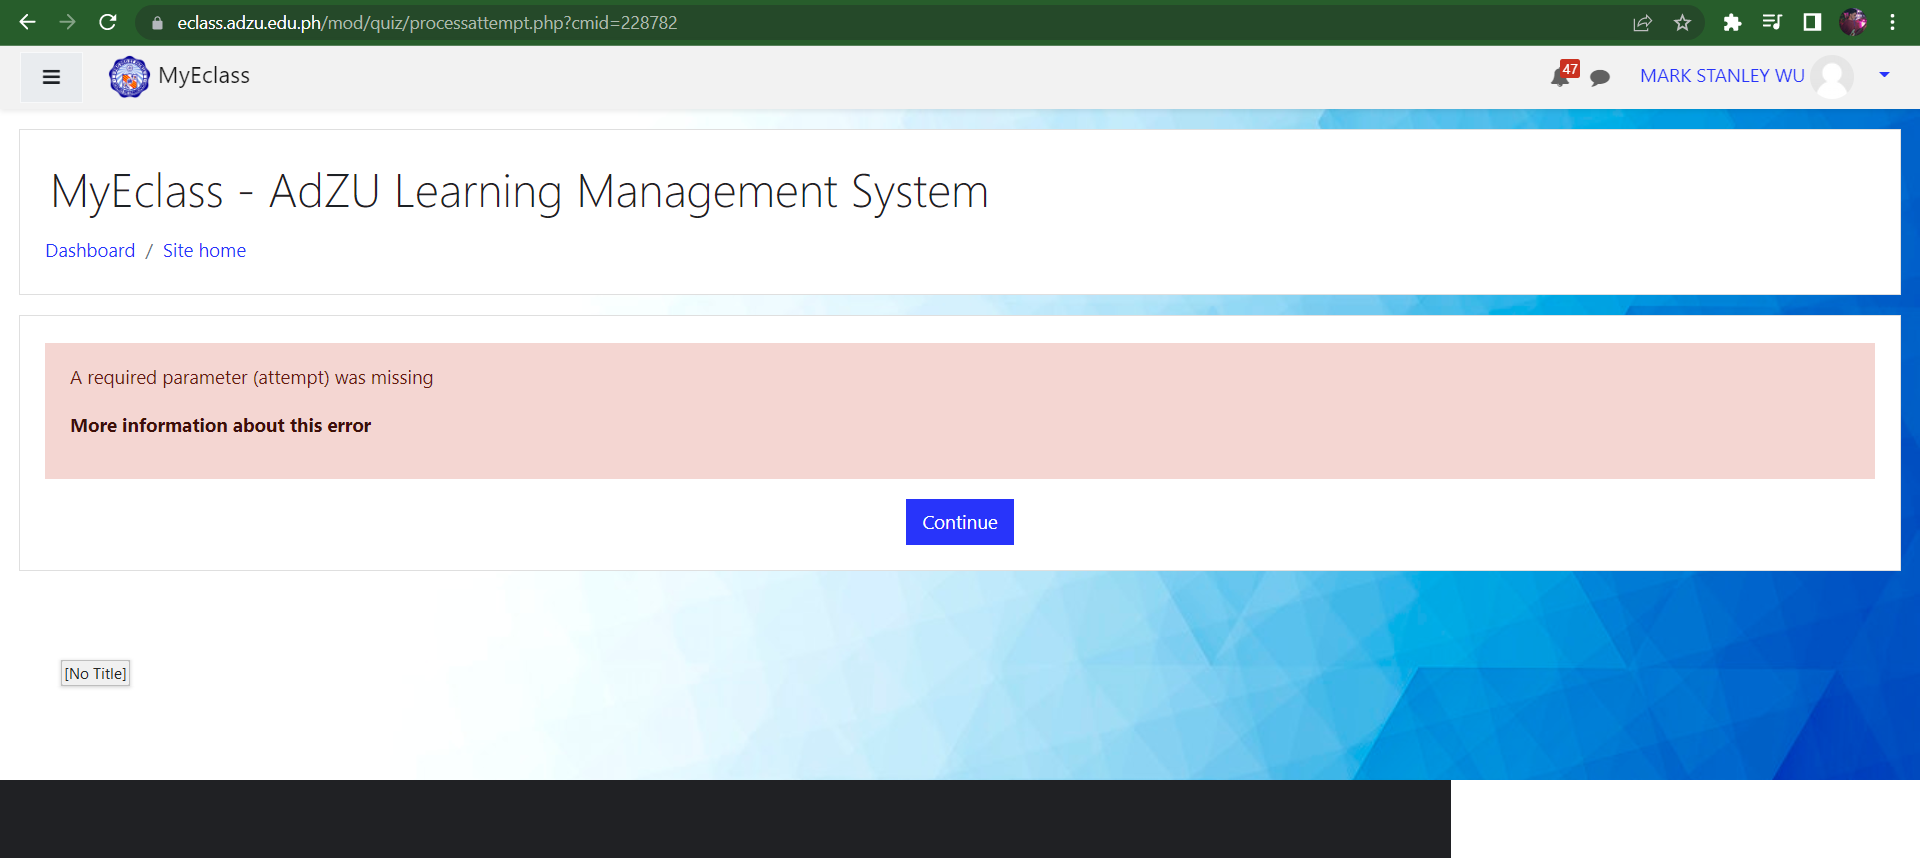 eclass.adzu.edu.ph/mod/quiz/processattempt.php?cmid=228782
MyEclass
47
MARK STANLEY WU
MyEclass - AdZU Learning Management System
Dashboard / Site home
A required parameter (attempt) was missing
More information about this error
Continue
[No Title]